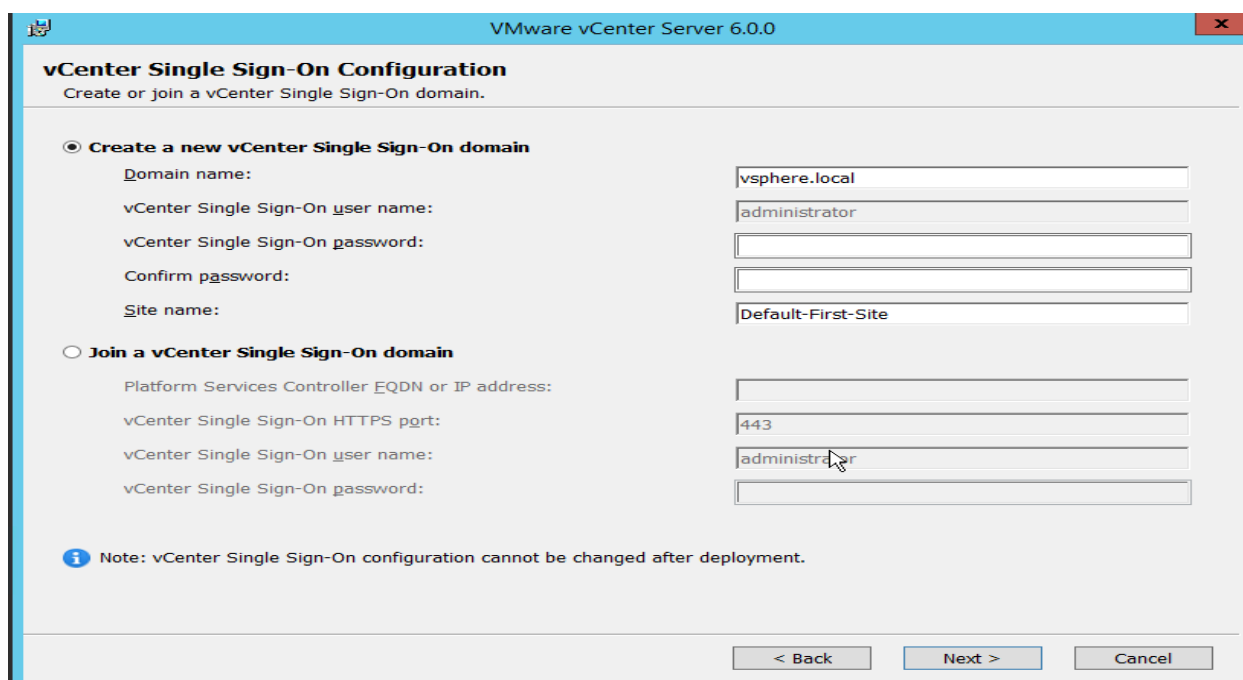 VMware vCenter Server 6.0.0
x
vCenter Single Sign-On Configuration
Create or join a vCenter Single Sign-On domain.
Create a new vCenter Single Sign-On domain
Domain name: vsphere.local
vCenter Single Sign-On user name: administrator
vCenter Single Sign-On password:
Confirm password:
Site name: Default-First-Site
Join a vCenter Single Sign-On domain
Platform Services Controller FQDN or IP address:
vCenter Single Sign-On HTTPS port: 443
vCenter Single Sign-On user name: administrator
vCenter Single Sign-On password:
Note: vCenter Single Sign-On configuration cannot be changed after deployment.
< Back Next > Cancel